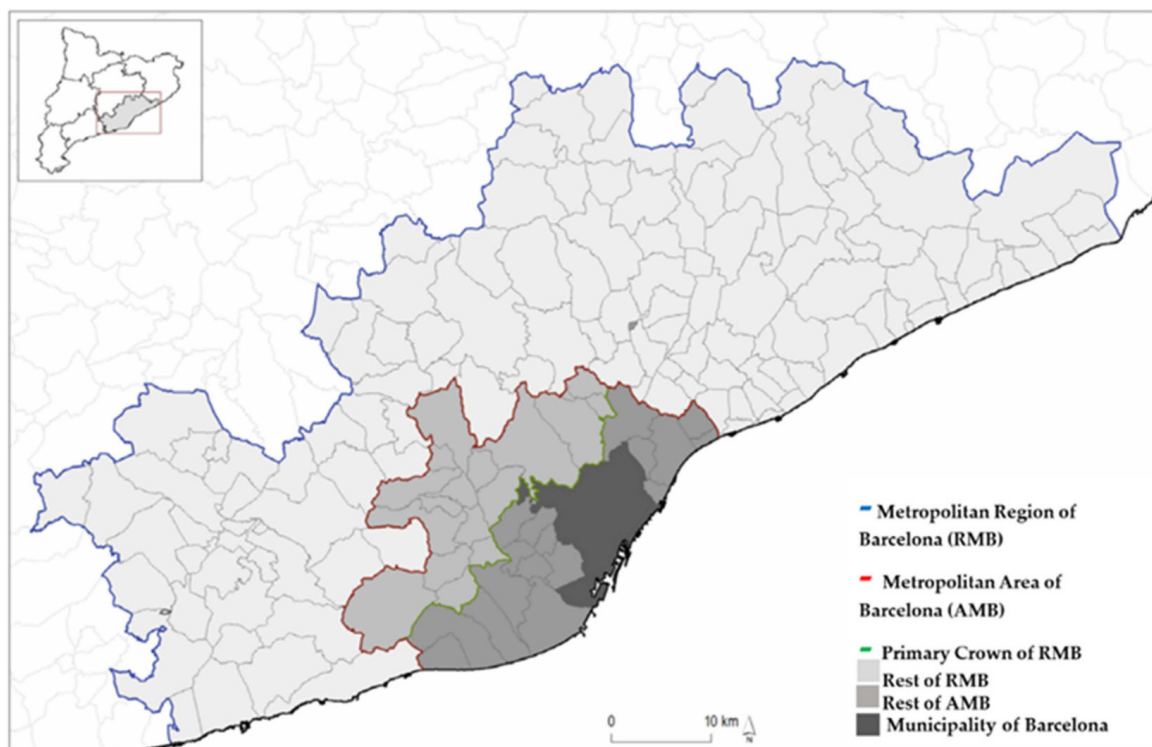 Metropolitan Region of
Barcelona (RMB)
Metropolitan Area of
Barcelona (AMB)
Primary Crown of RMB
Rest of RMB
Rest of AMB
Municipality of Barcelona
0 10 km
N